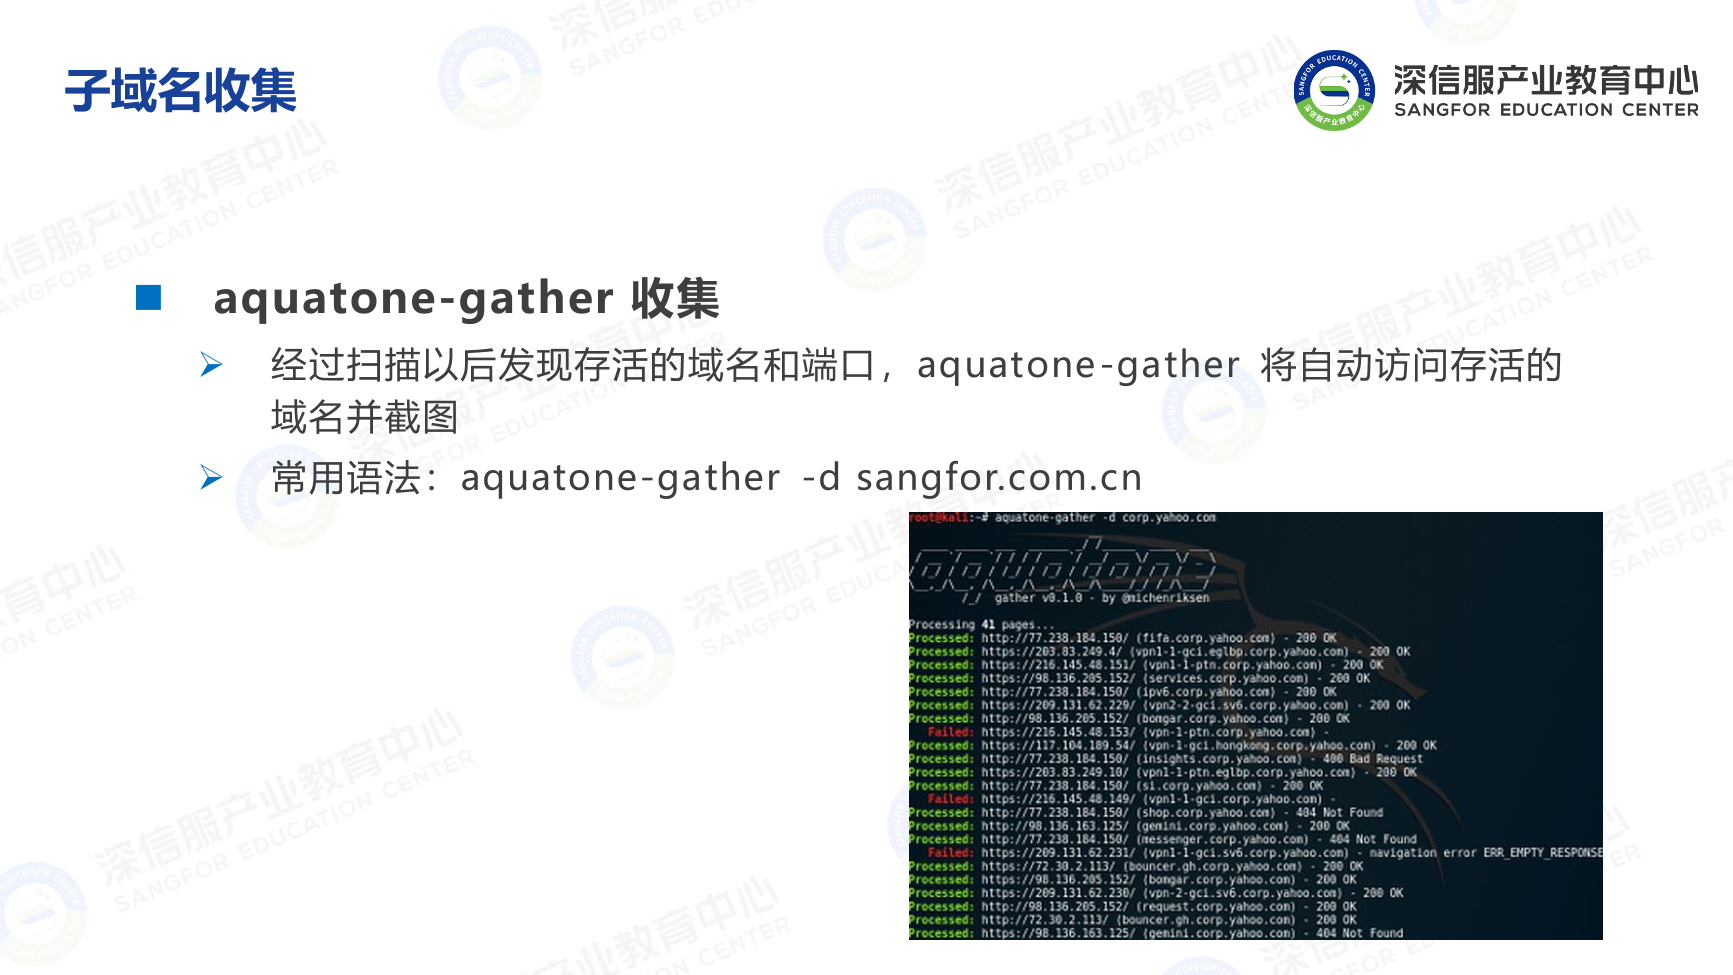 子域名收集
深信服产业教育中心
SANGFOR EDUCATION CENTER
aquatone-gather 收集
经过扫描以后发现存活的域名和端口，aquatone-gather 将自动访问存活的
域名并截图
常用语法：aquatone-gather -d sangfor.com.cn
root@kali:~# aquatone-gather -d corp.yahoo.com
aquatone
gather v0.1.0 - by @michenriksen
Processing 41 pages...
Processed: http://77.238.184.150/ (fifa.corp.yahoo.com) - 200 OK
Processed: https://203.83.249.4/ (vpn1-1-gci.eglbp.corp.yahoo.com) - 200 OK
Processed: https://216.145.48.151/ (vpn1-1-ptn.corp.yahoo.com) - 200 OK
Processed: https://98.136.205.152/ (services.corp.yahoo.com) - 200 OK
Processed: http://77.238.184.150/ (ipv6.corp.yahoo.com) - 200 OK
Processed: https://209.131.62.229/ (vpn2-2-gci.sv6.corp.yahoo.com) - 200 OK
Processed: http://98.136.205.152/ (bomgar.corp.yahoo.com) - 200 OK
Failed: https://216.145.48.153/ (vpn-1-ptn.corp.yahoo.com) -
Processed: https://117.104.189.54/ (vpn-1-gci.hongkong.corp.yahoo.com) - 200 OK
Processed: http://77.238.184.150/ (insights.corp.yahoo.com) - 400 Bad Request
Processed: https://203.83.249.10/ (vpn1-1-ptn.eglbp.corp.yahoo.com) - 200 OK
Processed: http://77.238.184.150/ (si.corp.yahoo.com) - 200 OK
Failed: https://216.145.48.149/ (vpn1-1-gci.corp.yahoo.com) -
Processed: http://77.238.184.150/ (shop.corp.yahoo.com) - 404 Not Found
Processed: http://98.136.163.125/ (gemini.corp.yahoo.com) - 200 OK
Processed: http://77.238.184.150/ (messenger.corp.yahoo.com) - 404 Not Found
Failed: https://209.131.62.231/ (vpn1-1-gci.sv6.corp.yahoo.com) - navigation error ERR_EMPTY_RESPONSE
Processed: https://72.30.2.113/ (bouncer.gh.corp.yahoo.com) - 200 OK
Processed: https://98.136.205.152/ (bomgar.corp.yahoo.com) - 200 OK
Processed: https://209.131.62.230/ (vpn-2-gci.sv6.corp.yahoo.com) - 200 OK
Processed: http://98.136.205.152/ (request.corp.yahoo.com) - 200 OK
Processed: http://72.30.2.113/ (bouncer.gh.corp.yahoo.com) - 200 OK
Processed: https://98.136.163.125/ (gemini.corp.yahoo.com) - 404 Not Found